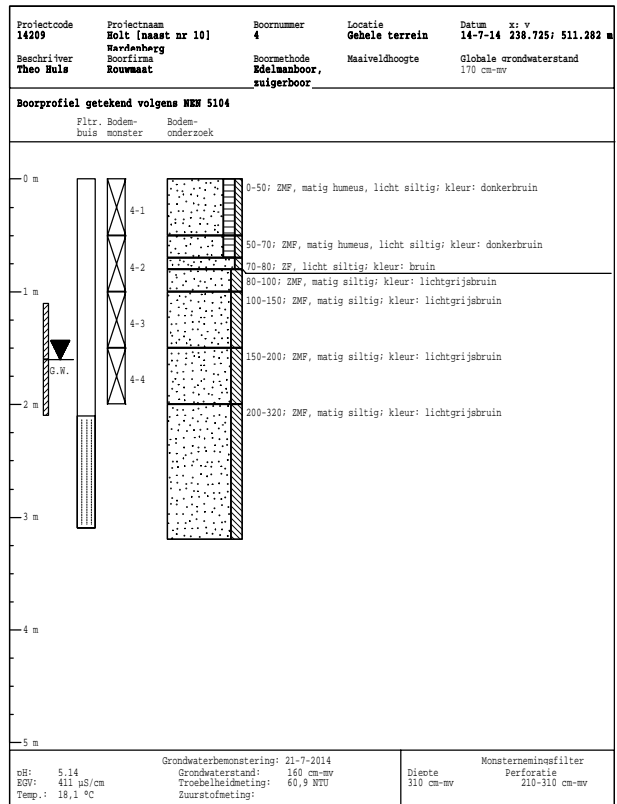 Projectcode Projectnaam Boornummer Locatie Datum x: y
14209 Holt [naast nr 10] 4 Gehele terrein 14-7-14 238.725; 511.282 m
Hardenberg
Beschrijver Boorfirma Boormethode Maaiveldhoogte Globale grondwaterstand
Theo Huls Rouwmaat Edelmanboor, 170 cm-mv
zuigerboor
Boorprofiel getekend volgens NEN 5104
Fltr. Bodem- Bodem-
buis monster onderzoek
0 m
0-50; ZMF, matig humeus, licht siltig; kleur: donkerbruin
4-1
50-70; ZMF, matig humeus, licht siltig; kleur: donkerbruin
4-2
70-80; ZF, licht siltig; kleur: bruin
80-100; ZMF, matig siltig; kleur: lichtgrijsbruin
1 m
100-150; ZMF, matig siltig; kleur: lichtgrijsbruin
4-3
150-200; ZMF, matig siltig; kleur: lichtgrijsbruin
G.W.
4-4
2 m
200-320; ZMF, matig siltig; kleur: lichtgrijsbruin
3 m
4 m
5 m
Grondwaterbemonstering: 21-7-2014 Monsternemingsfilter
pH: 5.14 Grondwaterstand: 160 cm-mv Diepte Perforatie
EGV: 411 µS/cm Troebelheidmeting: 60,9 NTU 310 cm-mv 210-310 cm-mv
Temp.: 18,1 ºC Zuurstofmeting: